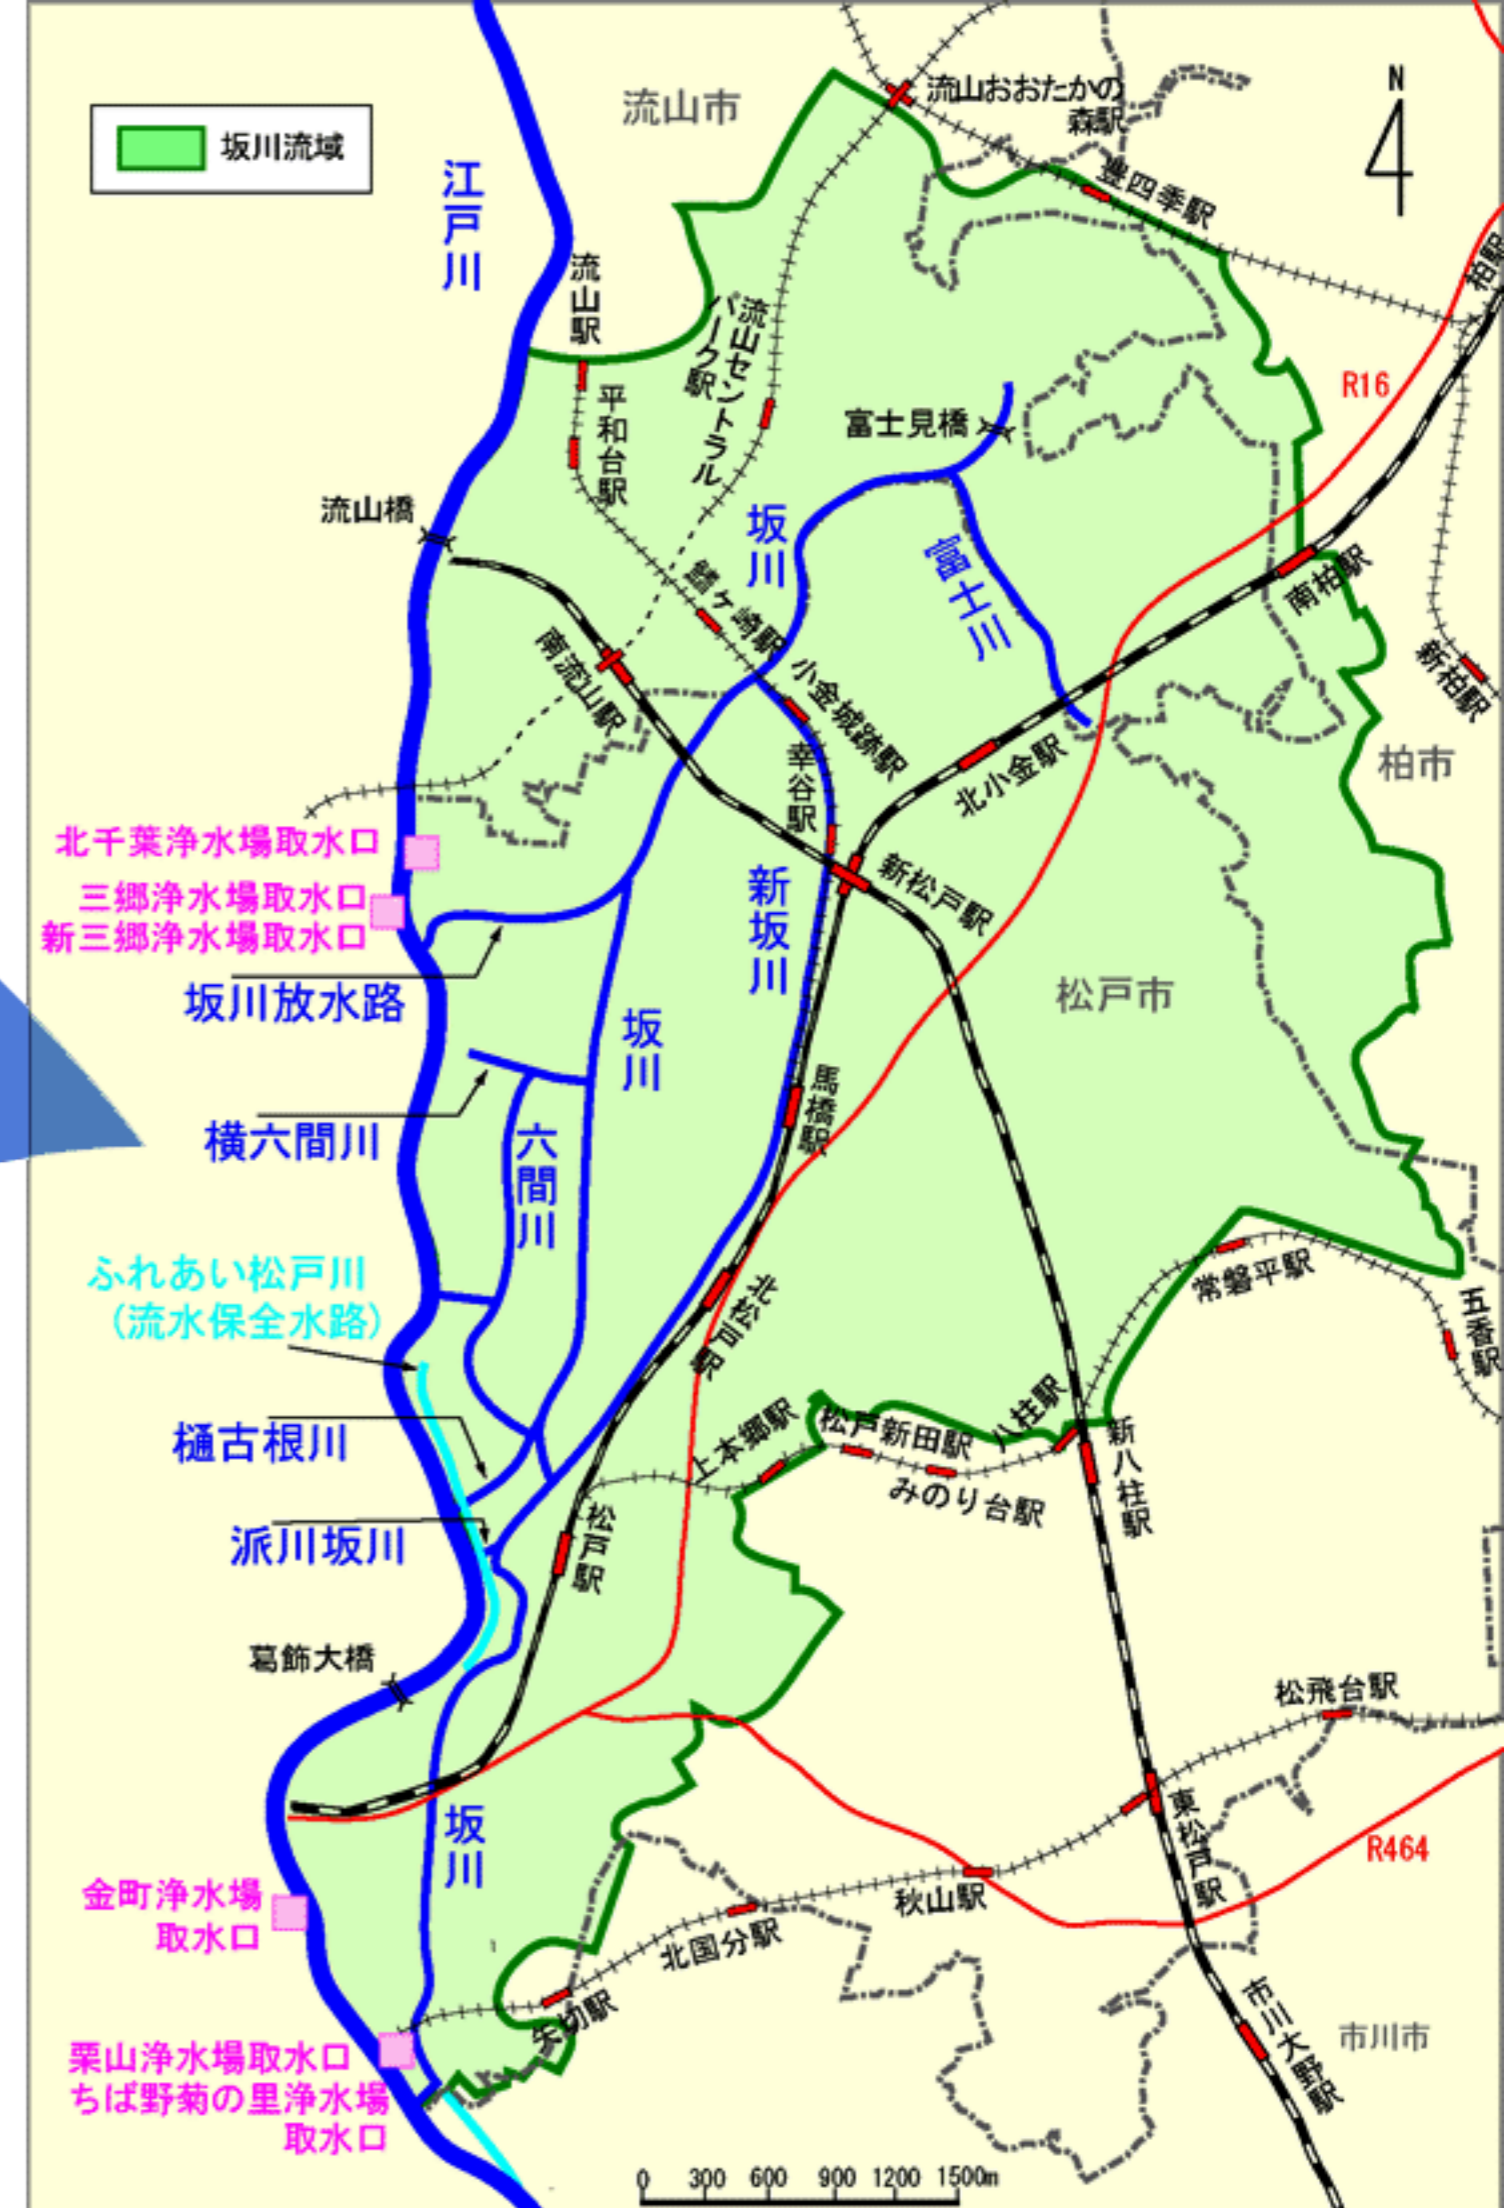 坂川流域
流山市
江戸川
流山おおたかの
森駅
N
豊四季駅
柏駅
流山駅
流山セントラル
パーク駅
平和台駅
R16
富士見橋
流山橋
坂川
富士川
鰭ヶ崎駅
南柏駅
南流山駅
小金城跡駅
新柏駅
幸谷駅
北小金駅
柏市
北千葉浄水場取水口
三郷浄水場取水口
新三郷浄水場取水口
新松戸駅
新坂川
坂川放水路
松戸市
坂川
馬橋駅
横六間川
六間川
ふれあい松戸川
(流水保全水路)
北松戸駅
常盤平駅
五香駅
樋古根川
上本郷駅
松戸新田駅
八柱駅
みのり台駅
新八柱駅
派川坂川
松戸駅
葛飾大橋
松飛台駅
坂川
東松戸駅
R464
金町浄水場
取水口
秋山駅
北国分駅
矢切駅
市川大野駅
市川市
栗山浄水場取水口
ちば野菊の里浄水場
取水口
0 300 600 900 1200 1500m